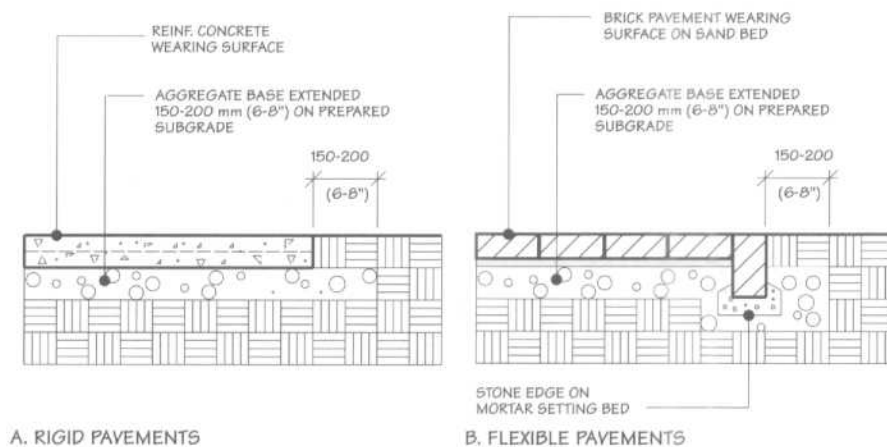 REINF. CONCRETE
WEARING SURFACE
AGGREGATE BASE EXTENDED
150-200 mm (6-8") ON PREPARED
SUBGRADE
150-200
(6-8")
A. RIGID PAVEMENTS
BRICK PAVEMENT WEARING
SURFACE ON SAND BED
AGGREGATE BASE EXTENDED
150-200 mm (6-8") ON PREPARED
SUBGRADE
150-200
(6-8")
STONE EDGE ON
MORTAR SETTING BED
B. FLEXIBLE PAVEMENTS